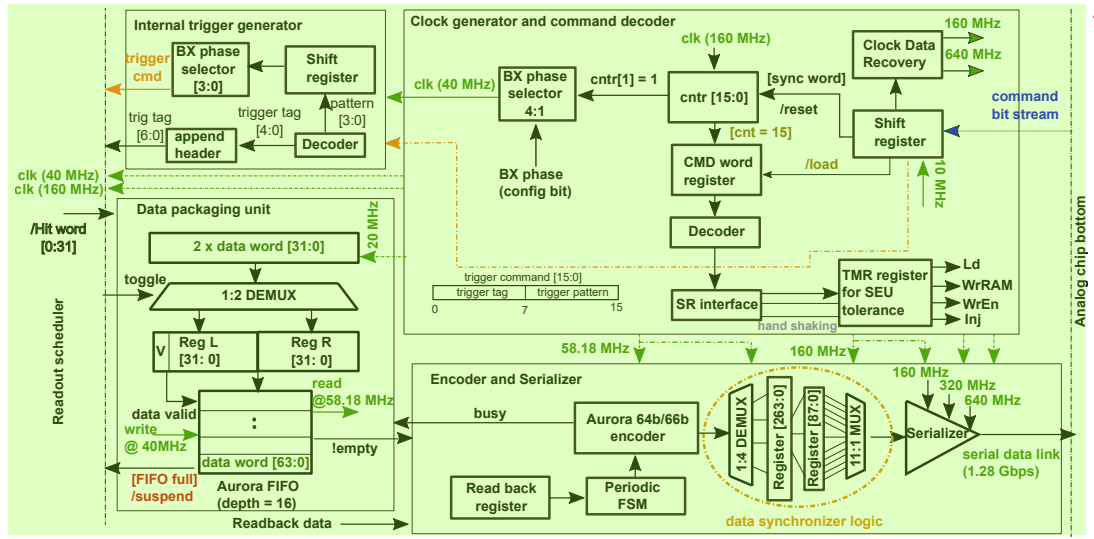 Internal trigger generator
trigger
cmd
BX phase
selector
[3:0]
Shift
register
trig tag
[6:0]
trigger tag
[4:0]
pattern
[3:0]
append
header
Decoder
clk (40 MHz)
clk (160 MHz)
/Hit word
[0:31]
Clock generator and command decoder
clk (160 MHz)
clk (40 MHz)
BX phase
selector
4:1
cntr[1] = 1
cntr [15:0]
[sync word]
/reset
Clock Data
Recovery
160 MHz
640 MHz
command
bit stream
Shift
register
10 MHz
[cnt = 15]
CMD word
register
/load
BX phase
(config bit)
Decoder
trigger command [15:0]
trigger tag
trigger pattern
0
7
15
SR interface
hand shaking
TMR register
for SEU
tolerance
Ld
WrRAM
WrEn
Inj
Data packaging unit
20 MHz
2 x data word [31:0]
toggle
1:2 DEMUX
V
Reg L
[31: 0]
Reg R
[31: 0]
read
@58.18 MHz
data valid
write
@ 40MHz
:
data word [63:0]
[FIFO full]
/suspend
Aurora FIFO
(depth = 16)
!empty
busy
Readback data
Readout scheduler
58.18 MHz
160 MHz
Encoder and Serializer
Aurora 64b/66b
encoder
Read back
register
Periodic
FSM
1:4 DEMUX
Register [263:0]
Register [87:0]
11:1 MUX
data synchronizer logic
160 MHz
320 MHz
640 MHz
Serializer
serial data link
(1.28 Gbps)
Analog chip bottom